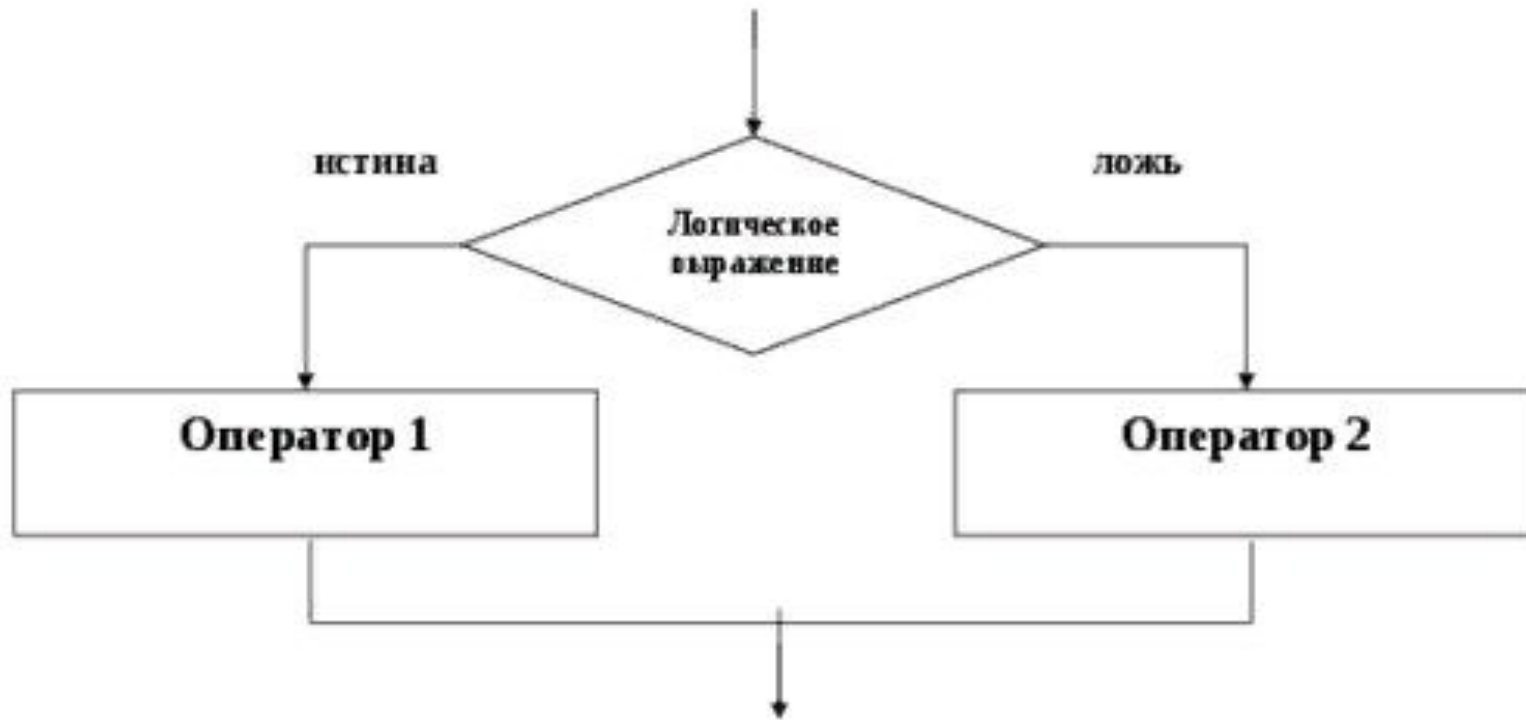 истина
ложь
Логическое
выражение
Оператор 1
Оператор 2